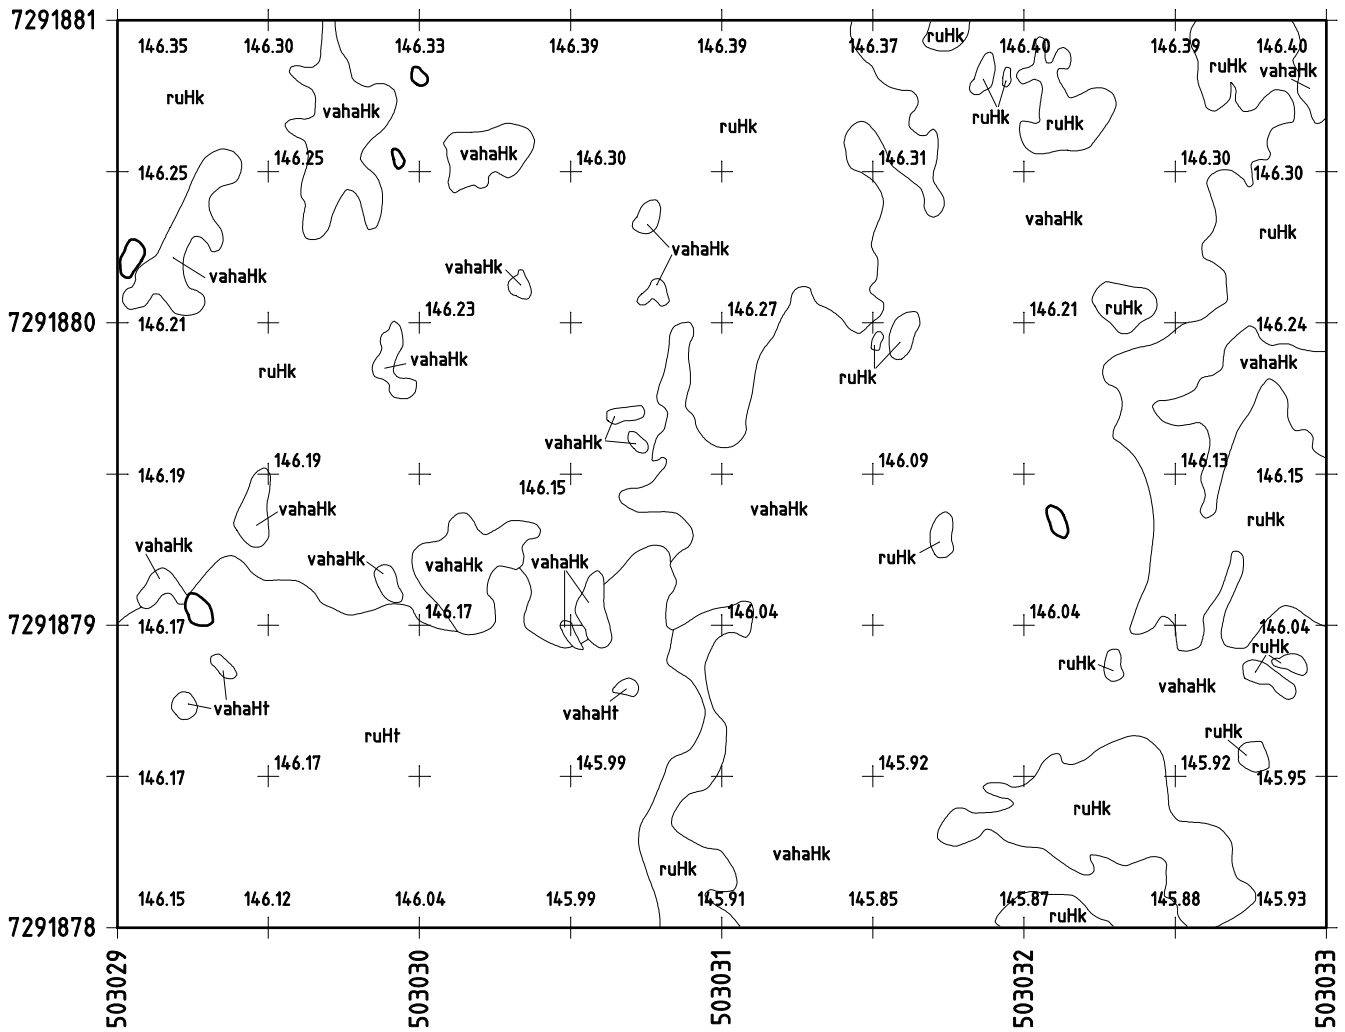 7291881
146.35 146.30 146.33 146.39 146.39 146.37 ruHk 146.40 146.39 146.40
ruHk vahaHk
ruHk vahaHk ruHk ruHk ruHk
146.25 146.25 vahaHk 146.30 146.31 146.30 146.30
vahaHk ruHk
vahaHk vahaHk vahaHk
7291880 146.21 146.23 146.27 146.21 ruHk 146.24
ruHk vahaHk ruHk vahaHk
vahaHk
146.19 146.19 146.15 146.09 146.13 146.15
vahaHk vahaHk ruHk
vahaHk vahaHk vahaHk vahaHk ruHk
7291879 146.17 146.17 146.04 146.04 146.04
ruHk ruHk
vahaHt vahaHt vahaHk
ruHt ruHk
146.17 146.17 145.99 145.92 145.92 145.95
ruHk
ruHk vahaHk
146.15 146.12 146.04 145.99 145.91 145.85 145.87 145.88 145.93
7291878 ruHk
503029 503030 503031 503032 503033